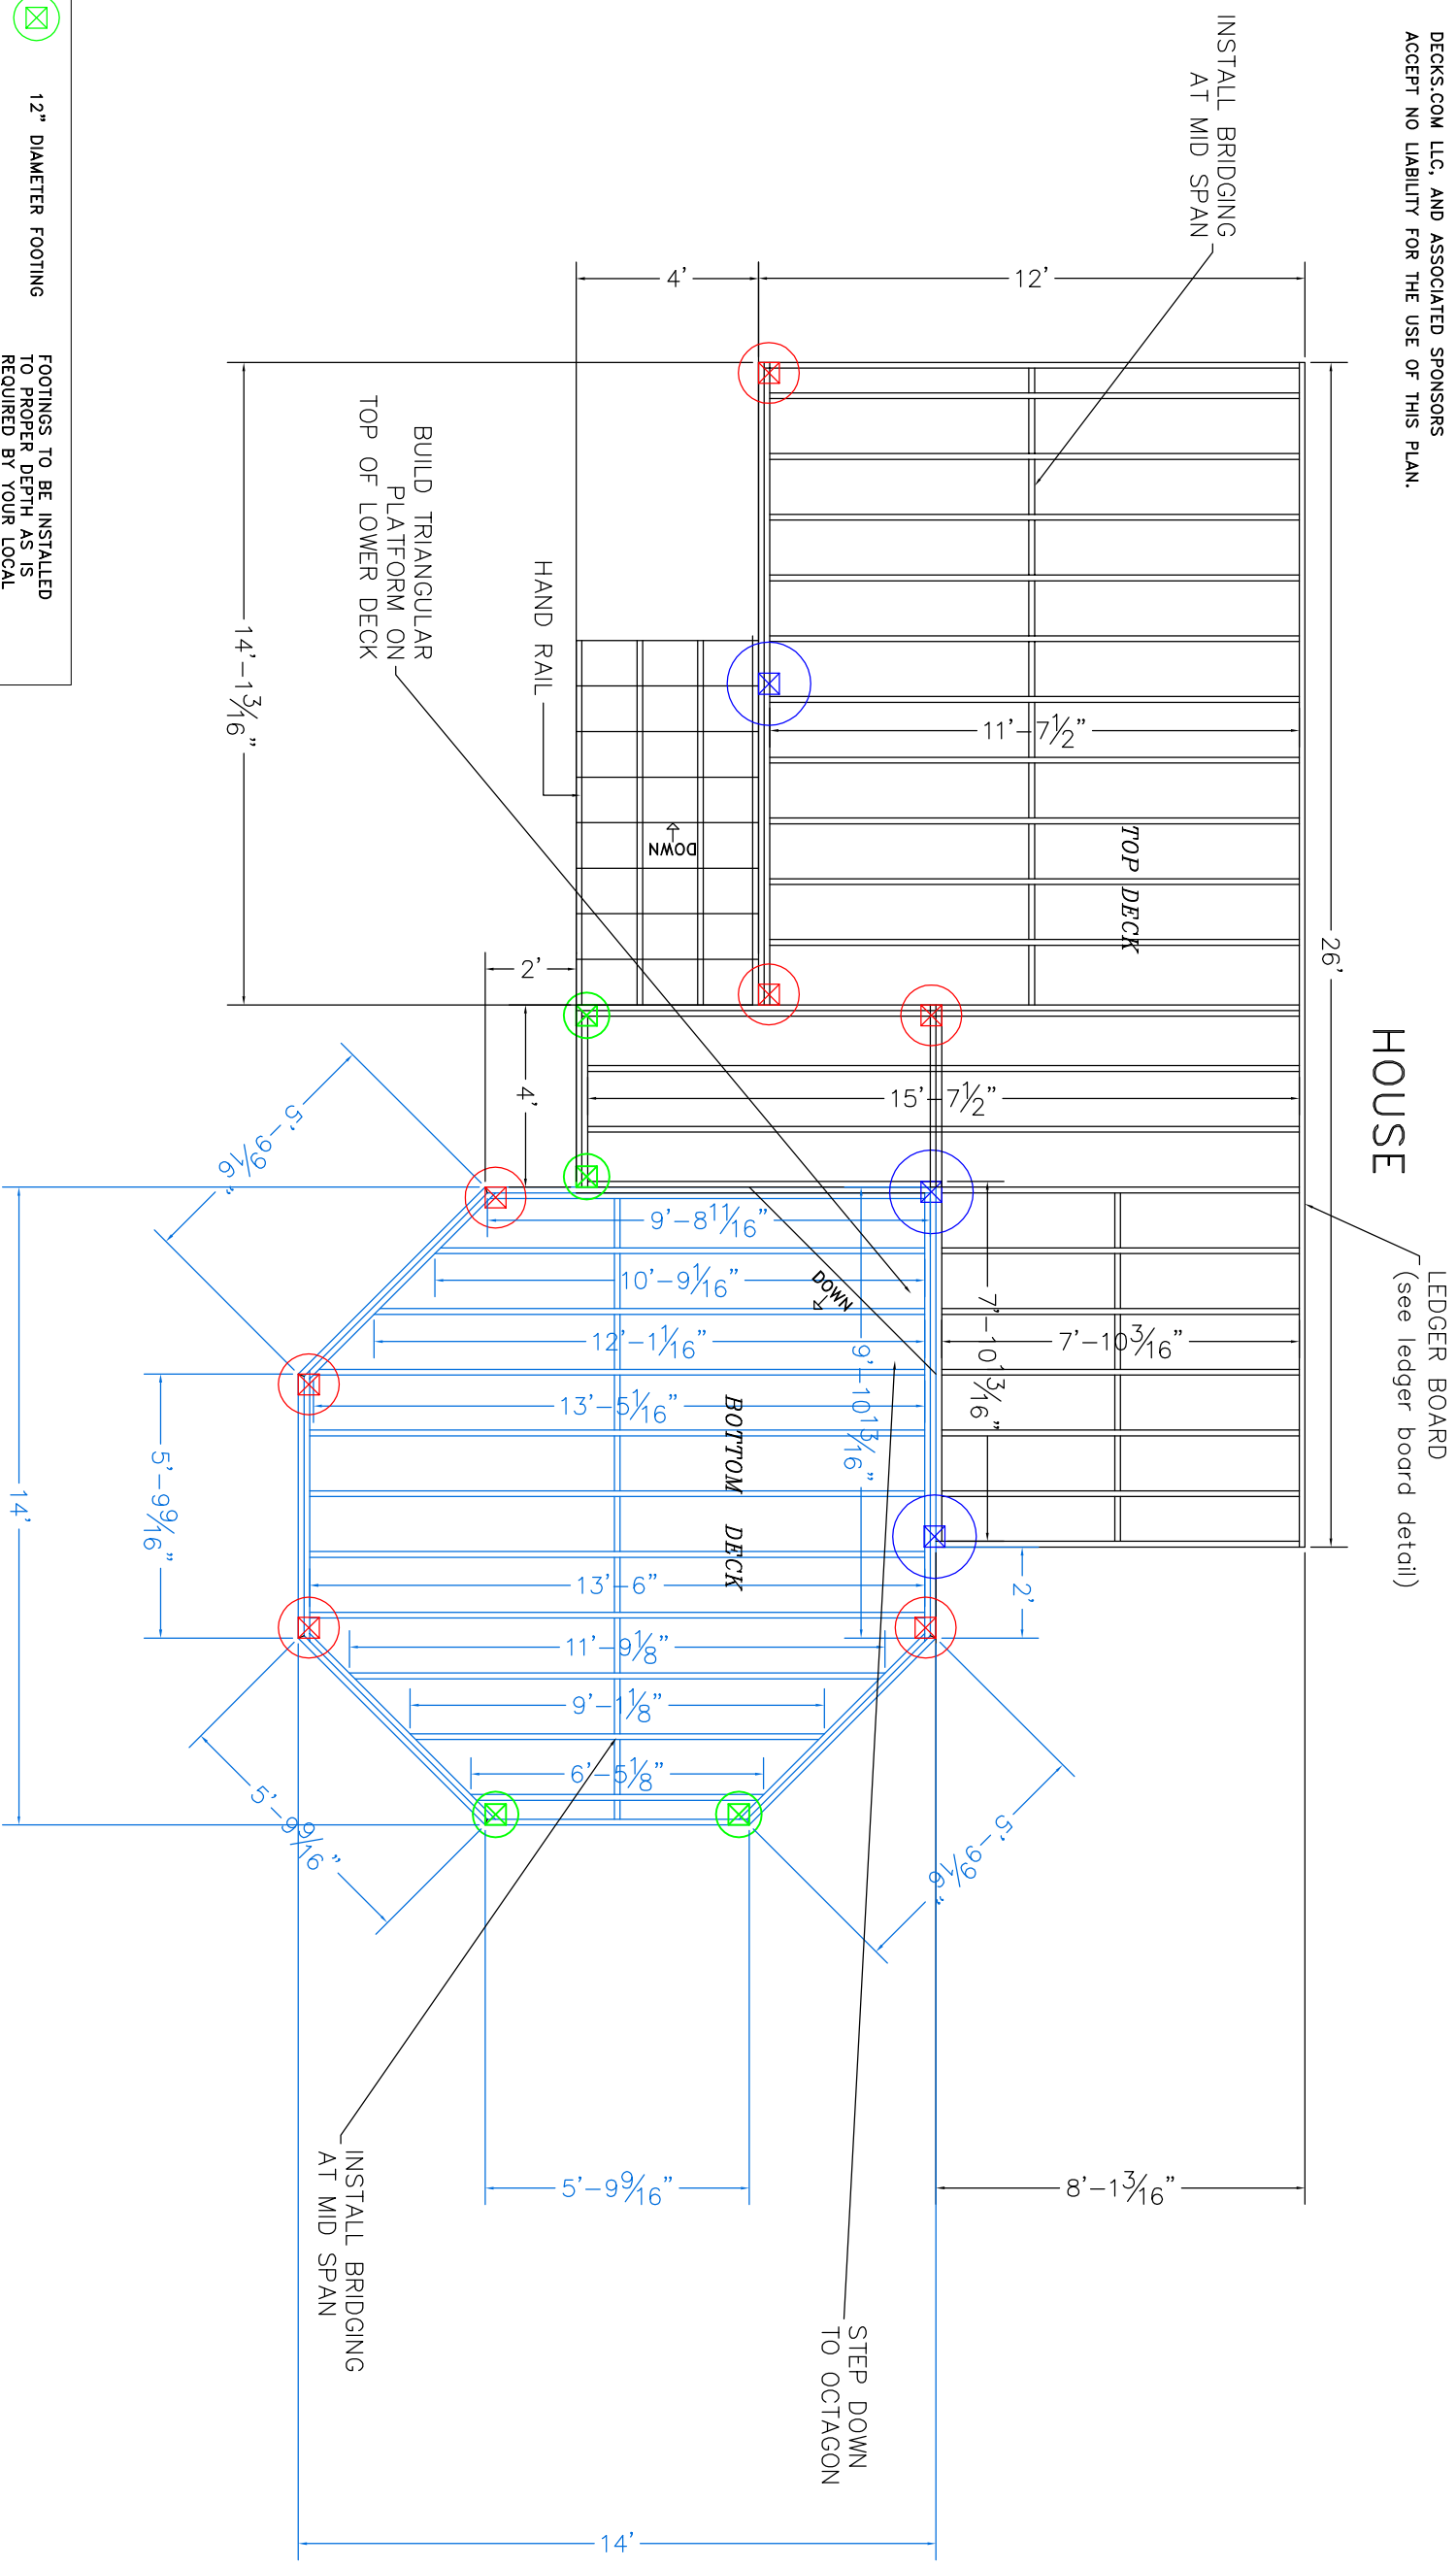 DECKS.COM LLC, AND ASSOCIATED SPONSORS
ACCEPT NO LIABILITY FOR THE USE OF THIS PLAN.
HOUSE
LEDGER BOARD
(see ledger board detail)
26'
INSTALL BRIDGING
AT MID SPAN
12'
4'
TOP DECK
11'-7 1/2"
15'-7 1/2"
7'-10 3/16"
7'-10 3/16"
8'-1 3/16"
2'
DOWN
HAND RAIL
BUILD TRIANGULAR
PLATFORM ON
TOP OF LOWER DECK
14'-1 3/16"
2'
4'
DOWN
9'-8 11/16"
10'-9 1/16"
12'-1 1/16"
13'-5 1/16"
9'-10 13/16"
BOTTOM DECK
13'-6"
11'-9 1/8"
9'-1 1/8"
6'-5 1/8"
5'-9 9/16"
5'-9 9/16"
5'-9 9/16"
5'-9 9/16"
5'-9 9/16"
14'
14'
STEP DOWN
TO OCTAGON
INSTALL BRIDGING
AT MID SPAN
12" DIAMETER FOOTING
FOOTINGS TO BE INSTALLED
TO PROPER DEPTH AS IS
REQUIRED BY YOUR LOCAL